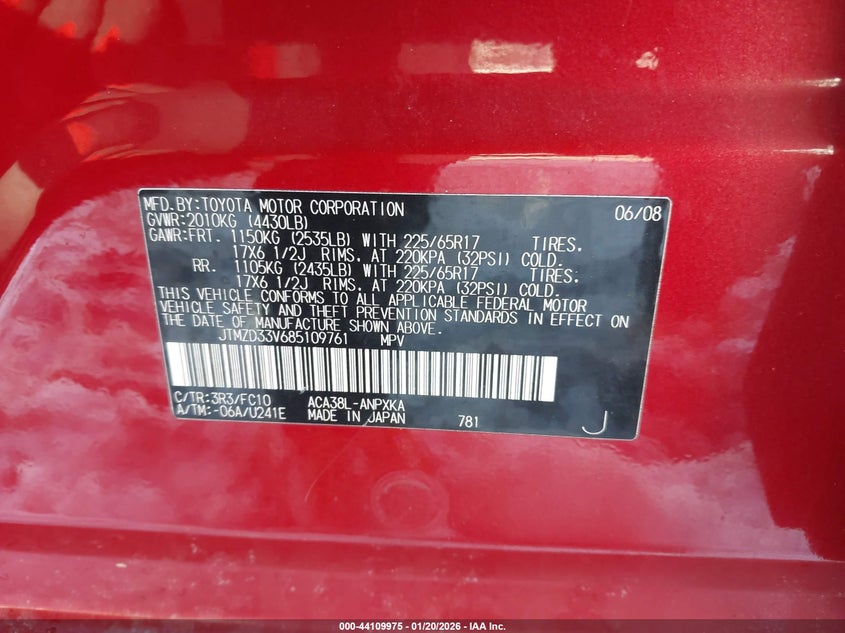 MFD.BY:TOYOTA MOTOR CORPORATION 06/08
GVWR:2010KG (4430LB)
GAWR:FRT. 1150KG (2535LB) WITH 225/65R17 TIRES,
17X6 1/2J RIMS, AT 220KPA (32PSI) COLD.
RR. 1105KG (2435LB) WITH 225/65R17 TIRES:
17X6 1/2J RIMS, AT 220KPA (32PSI) COLD.
THIS VEHICLE CONFORMS TO ALL APPLICABLE FEDERAL MOTOR
VEHICLE SAFETY AND THEFT PREVENTION STANDARDS IN EFFECT ON
THE DATE OF MANUFACTURE SHOWN ABOVE.
JTMZD33V685109761 MPV
C/TR:3R3/FC10 ACA38L-ANPXKA
A/TM:-06A/U241E MADE IN JAPAN 781 J
000-44109975 - 01/20/2026 - IAA Inc.